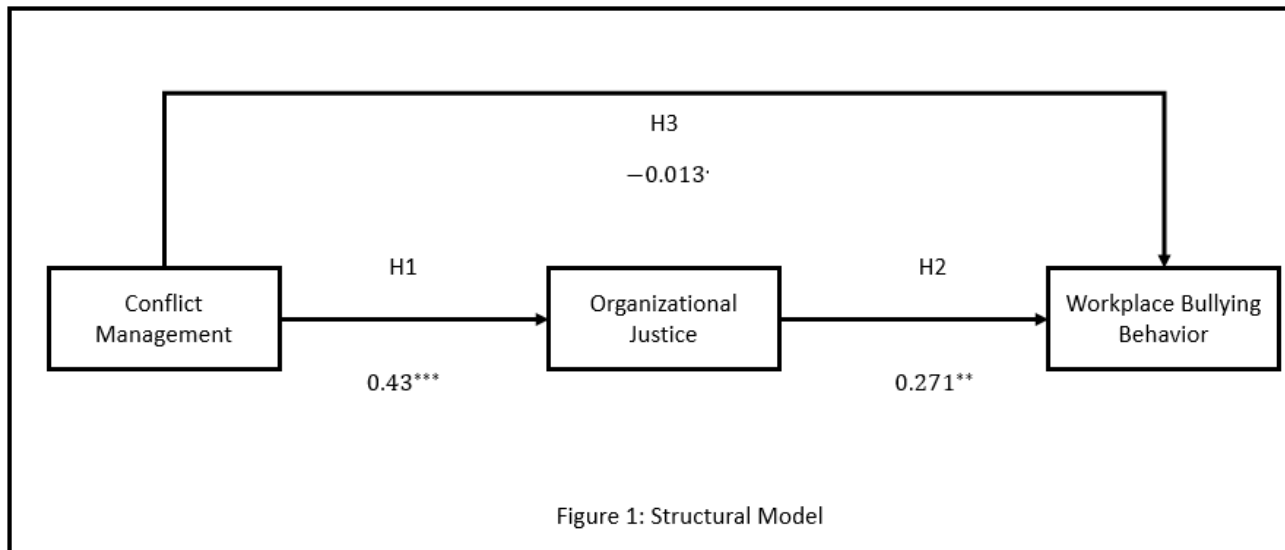 H3
−0.013·
H1
H2
Conflict
Management
Organizational
Justice
Workplace Bullying
Behavior
0.43***
0.271**
Figure 1: Structural Model